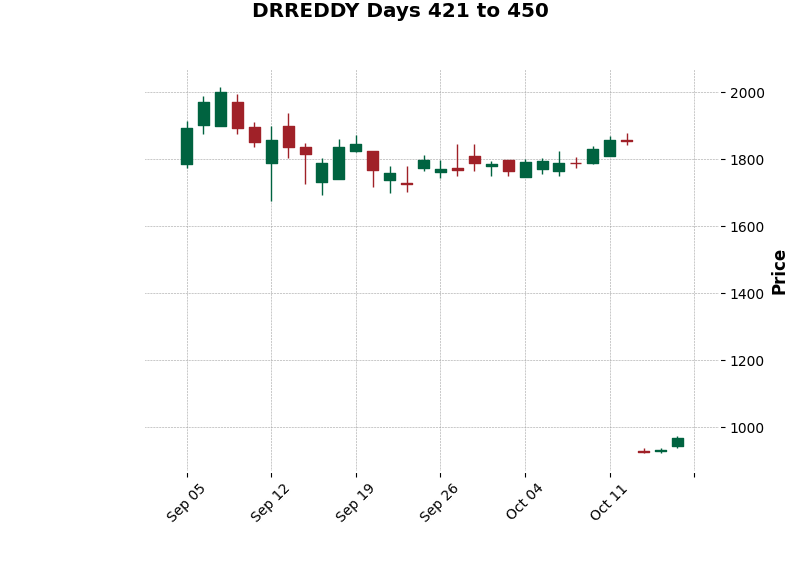 DRREDDY Days 421 to 450
2000
1800
1600
1400
1200
1000
Price
Sep 05
Sep 12
Sep 19
Sep 26
Oct 04
Oct 11